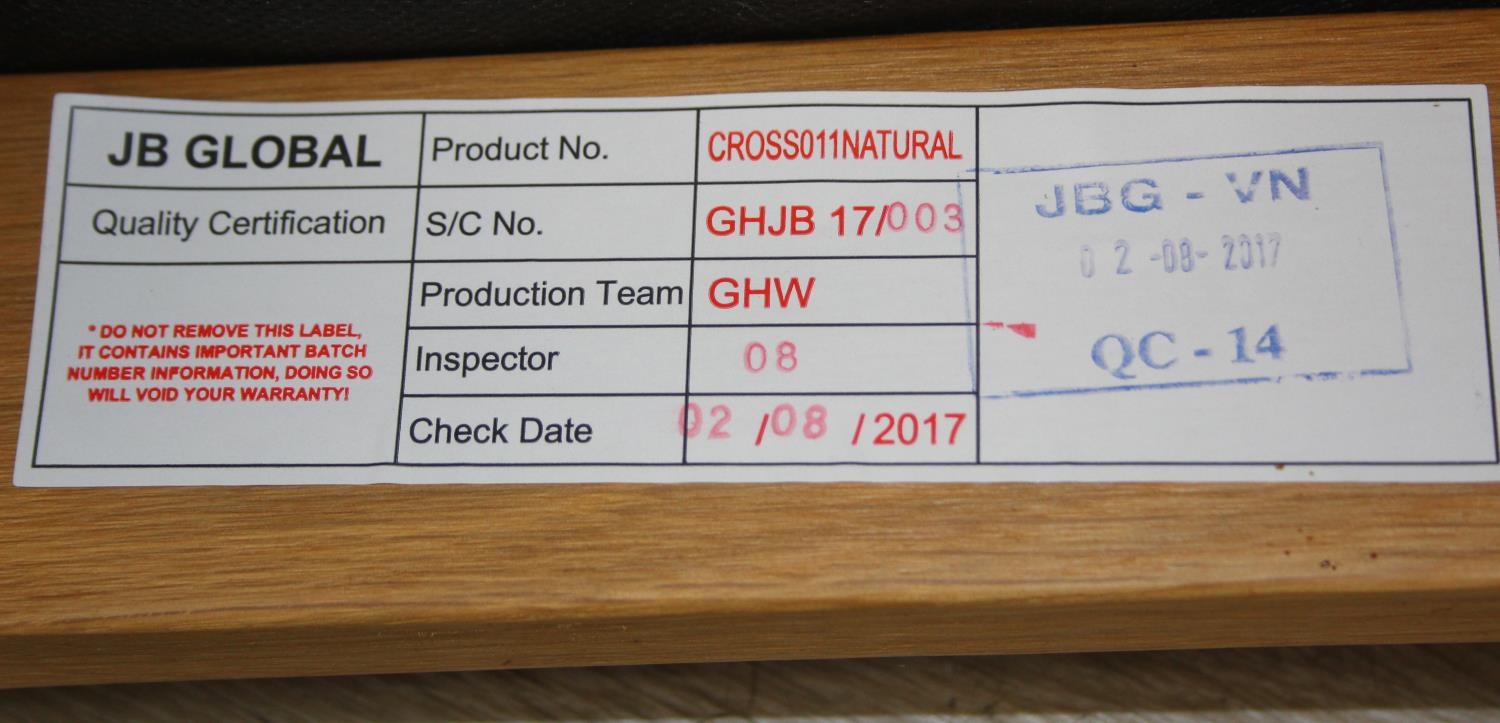 JB GLOBAL
Quality Certification
* DO NOT REMOVE THIS LABEL,
IT CONTAINS IMPORTANT BATCH
NUMBER INFORMATION, DOING SO
WILL VOID YOUR WARRANTY!
Product No. CROSS011NATURAL
S/C No. GHJB 17/003
Production Team GHW
Inspector 08
Check Date 02 /08 /2017
JBG - VN
02 -08- 2017
QC - 14